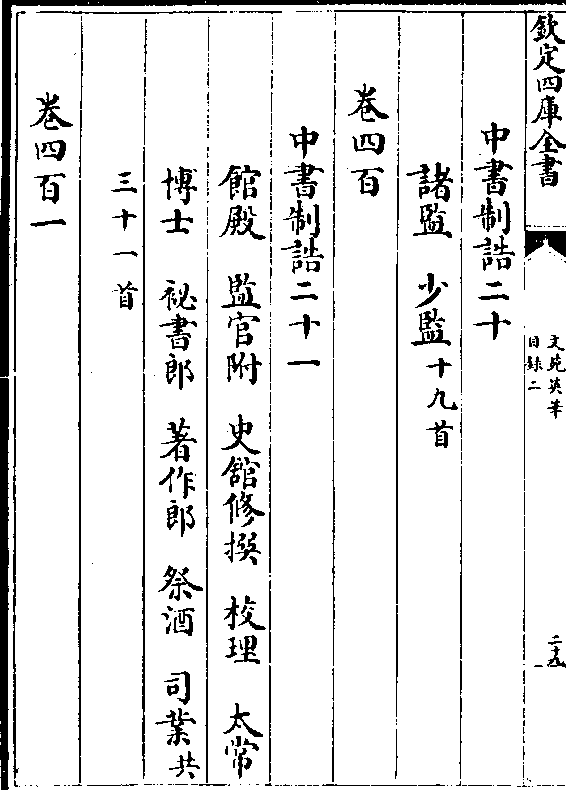 欽定四庫全書
文苑英華
目録二
二十九
中書制誥二十
諸監　少監十九首
卷四百
中書制誥二十一
館殿　監官附　史館修撰　校理　太常
博士　祕書郎　著作郎　祭酒　司業共
三十一首
卷四百一